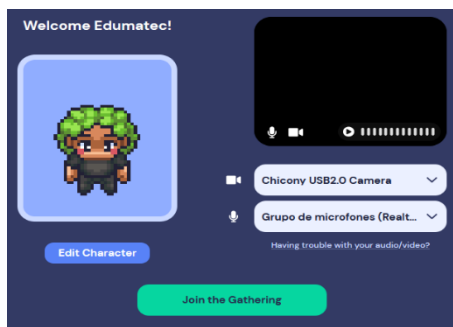 Welcome Edumatec!
Chicony USB2.0 Camera
Grupo de microfones (Realt...
Having trouble with your audio/video?
Edit Character
Join the Gathering